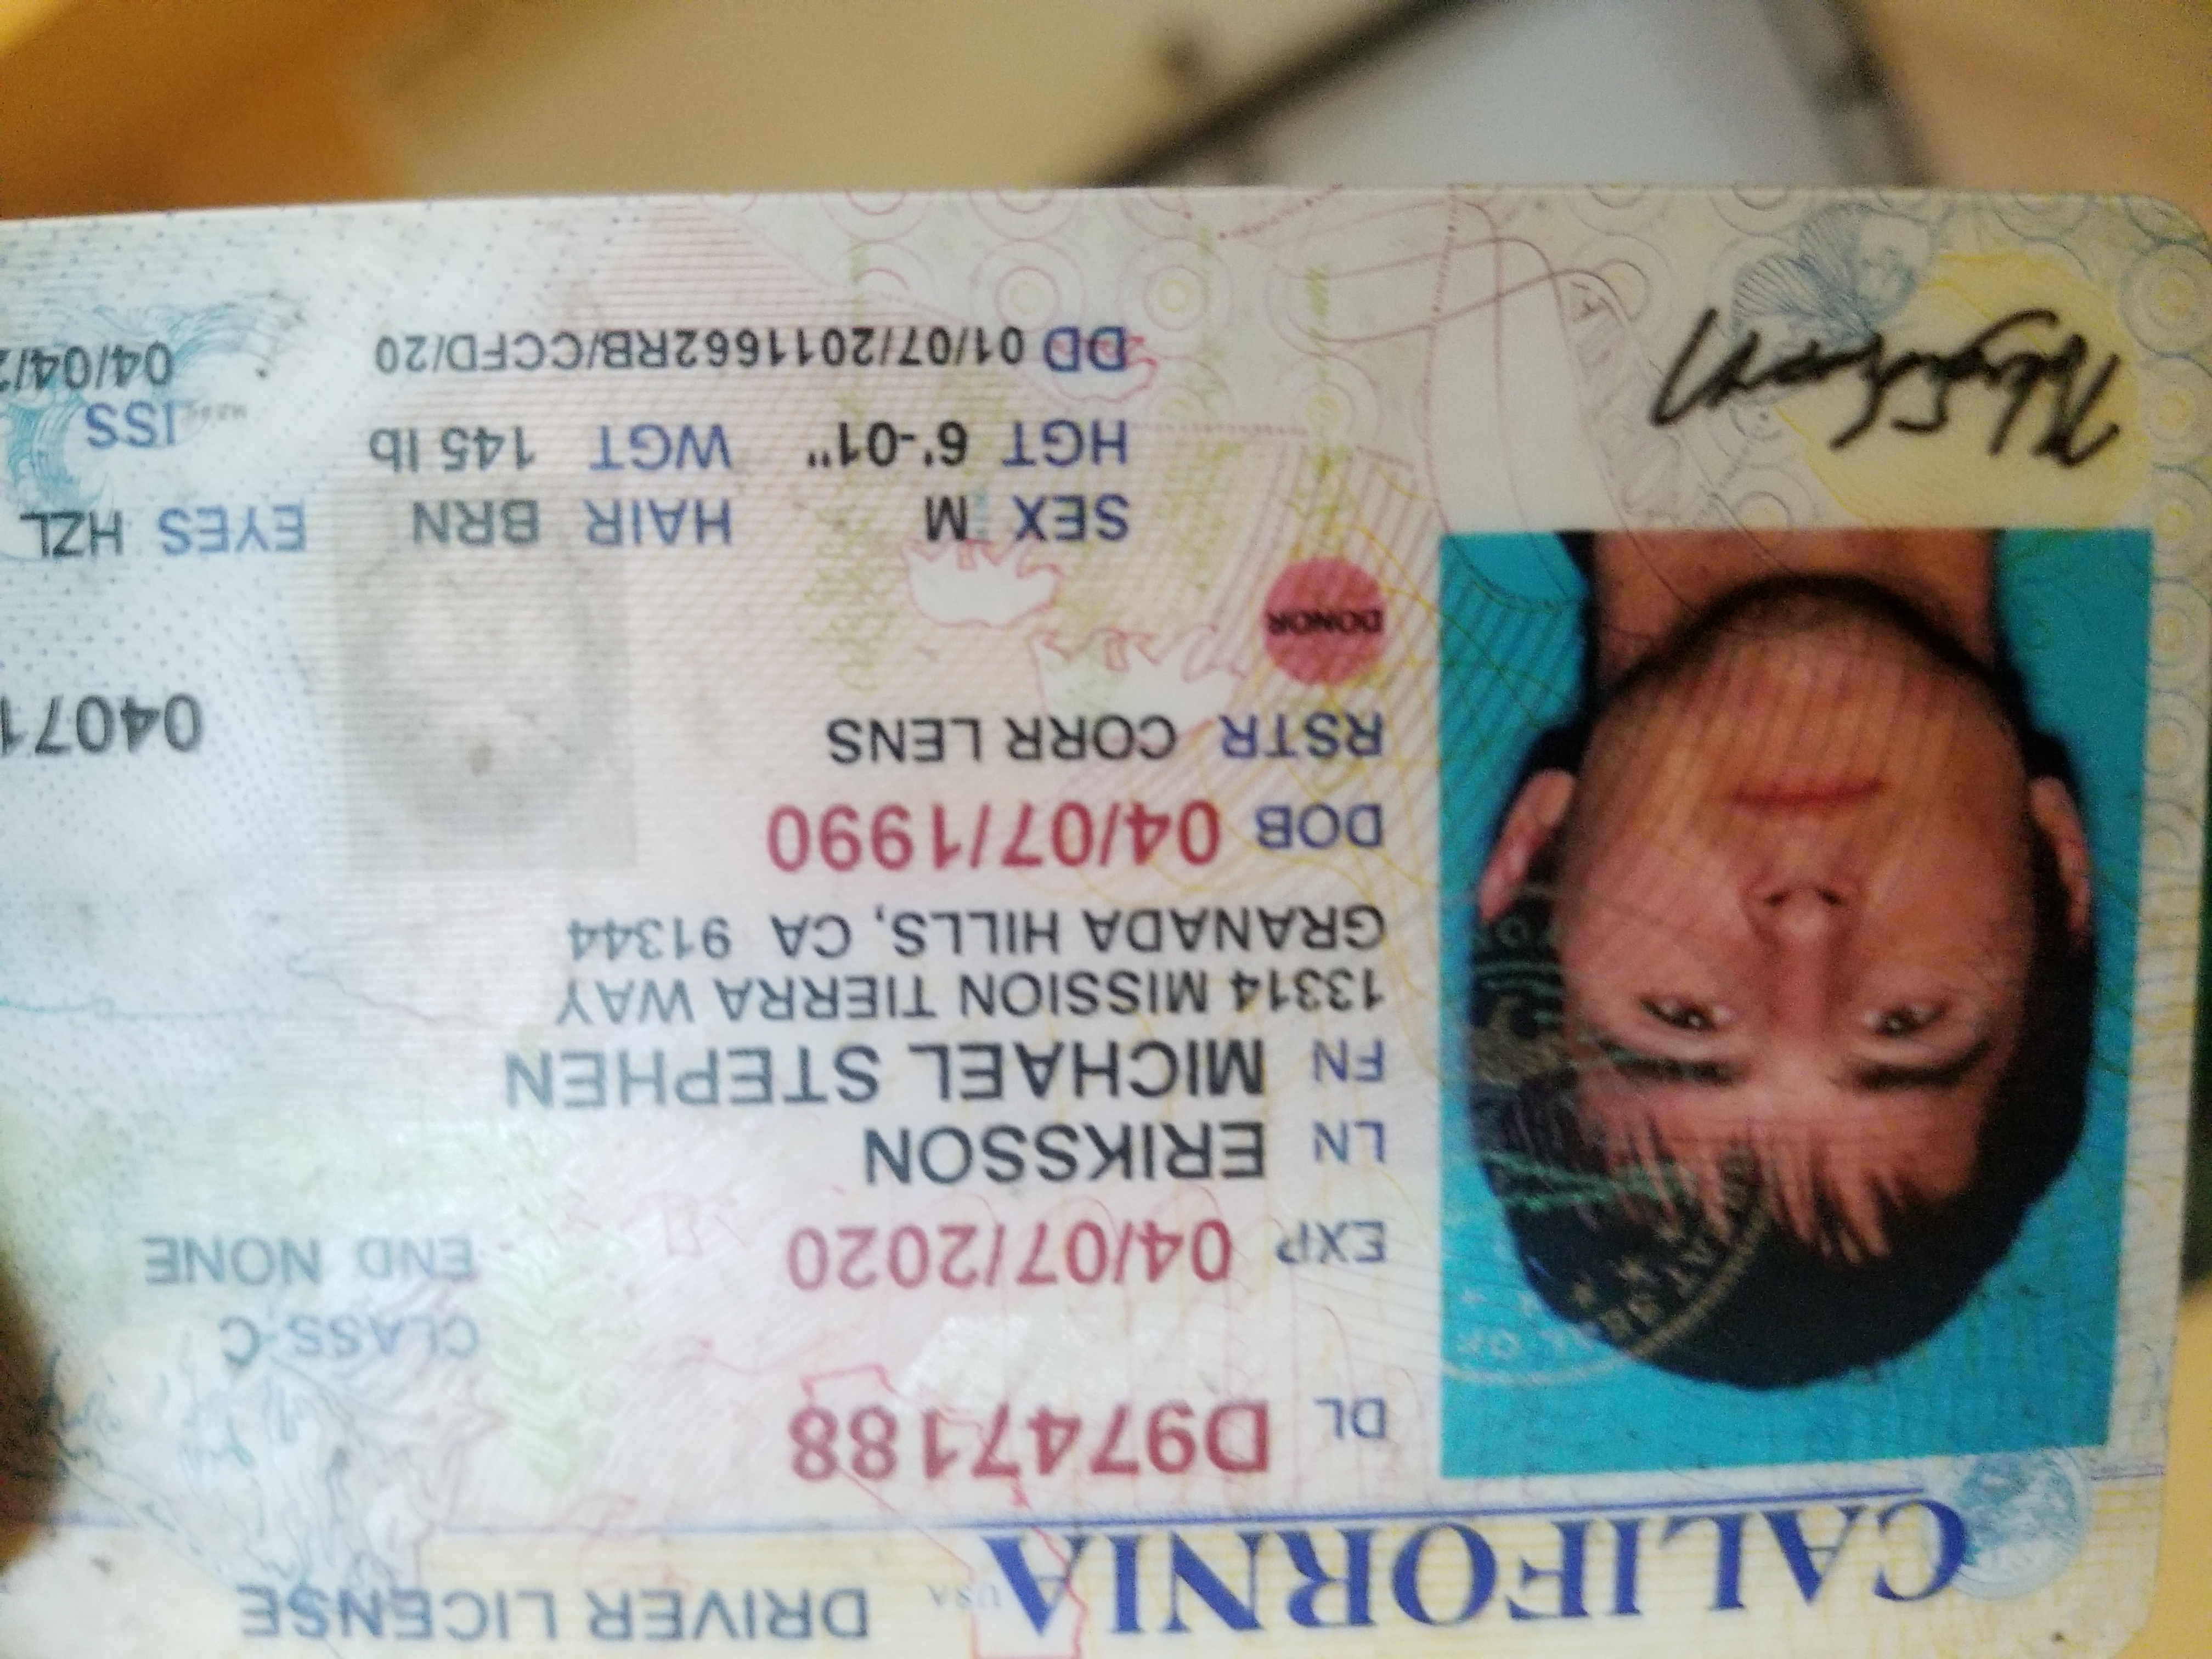 CALIFORNIA USA DRIVER LICENSE
DL D9747188
CLASS C
EXP 04/07/2020
END NONE
LN ERIKSSON
FN MICHAEL STEPHEN
13314 MISSION TIERRA WAY
GRANADA HILLS, CA 91344
DOB 04/07/1990
RSTR CORR LENS
04071
DONOR
SEX M HAIR BRN EYES HZL
HGT 6'-01" WGT 145 lb ISS
DD 01/07/2011662RB/CCFD/20 04/04/2